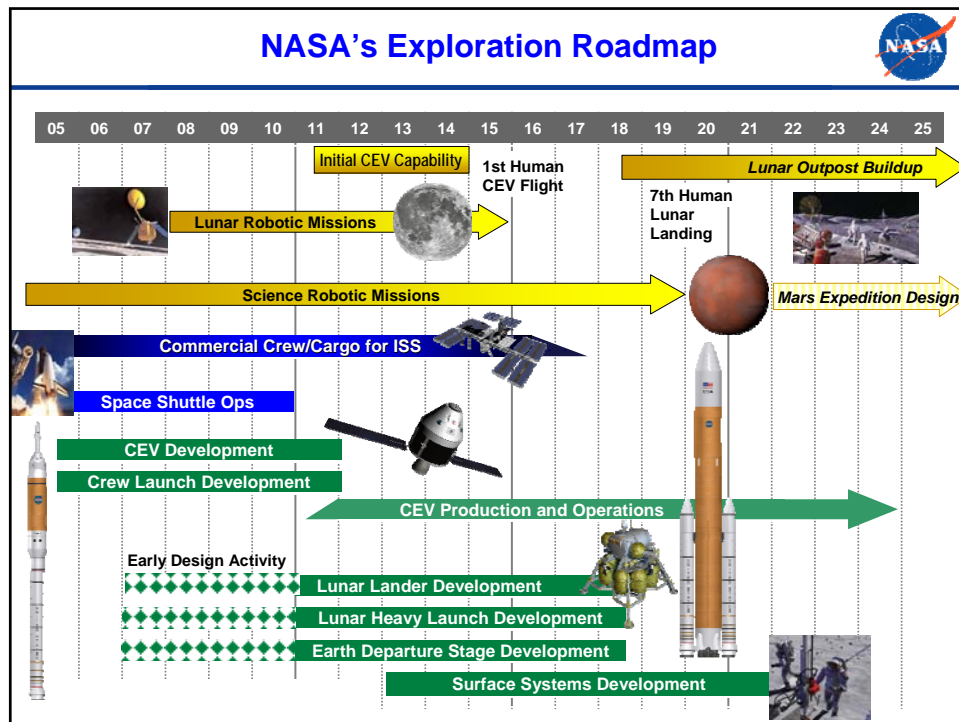 NASA's Exploration Roadmap
NASA
05 06 07 08 09 10 11 12 13 14 15 16 17 18 19 20 21 22 23 24 25
Initial CEV Capability
1st Human
CEV Flight
Lunar Outpost Buildup
7th Human
Lunar
Landing
Lunar Robotic Missions
Science Robotic Missions
Mars Expedition Design
Commercial Crew/Cargo for ISS
Space Shuttle Ops
CEV Development
Crew Launch Development
CEV Production and Operations
Early Design Activity
Lunar Lander Development
Lunar Heavy Launch Development
Earth Departure Stage Development
Surface Systems Development